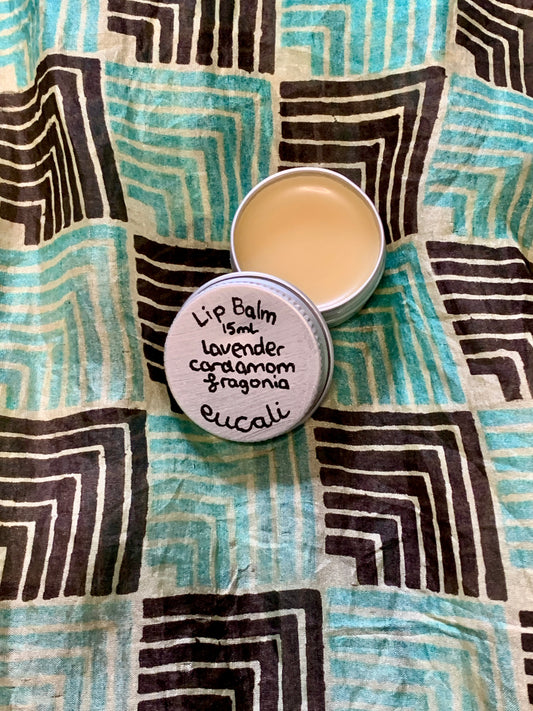 Lip Balm
15ml
lavender
cardamom
fragonia
eucali